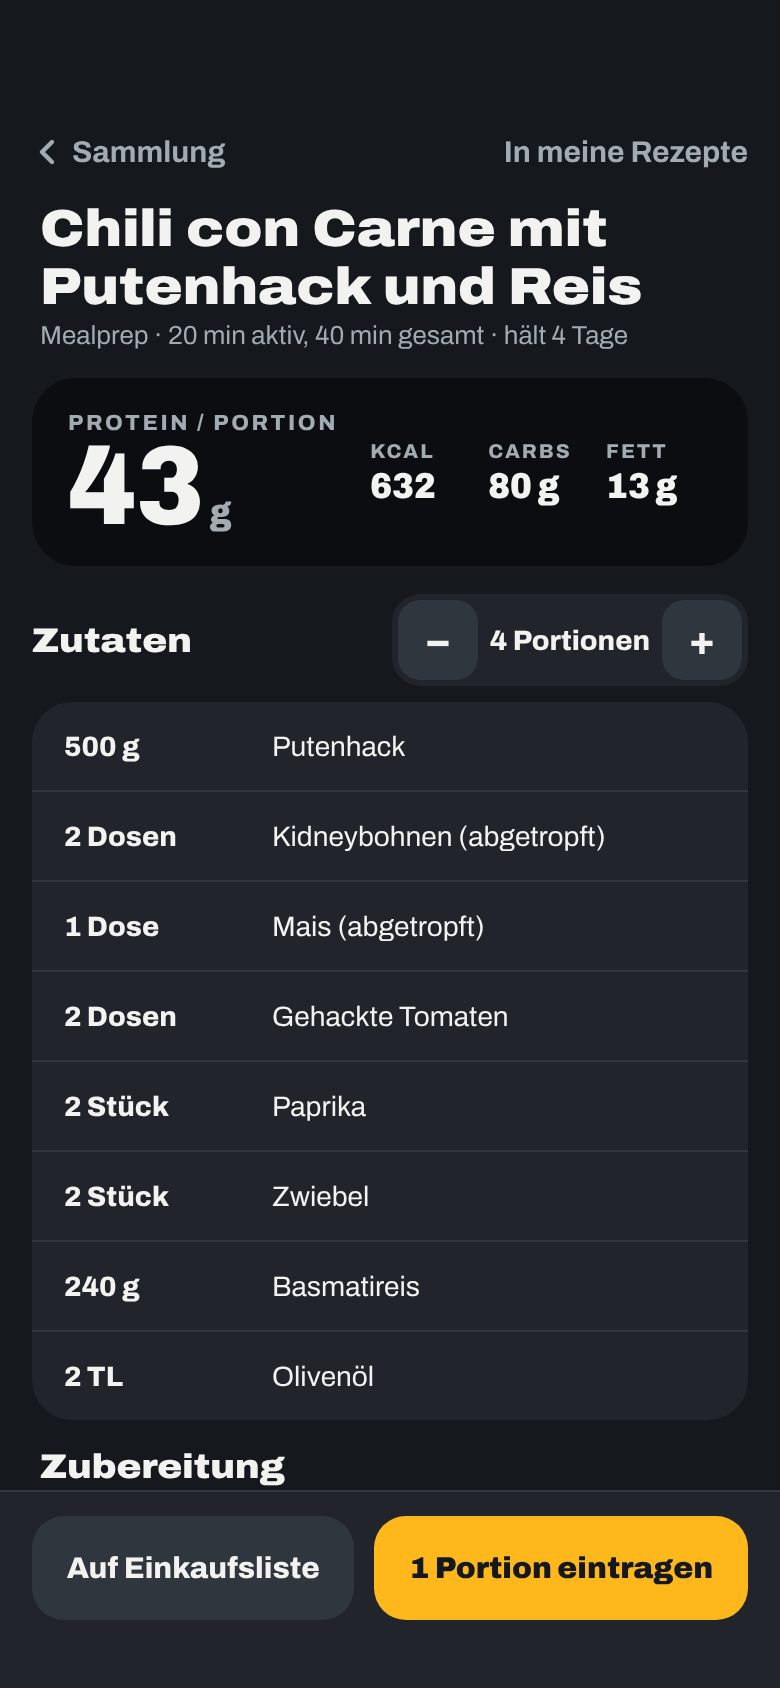 Sammlung
In meine Rezepte
Chili con Carne mit
Putenhack und Reis
Mealprep · 20 min aktiv, 40 min gesamt · hält 4 Tage
PROTEIN / PORTION
43 g
KCAL
632
CARBS
80 g
FETT
13 g
Zutaten
− 4 Portionen +
500 g Putenhack
2 Dosen Kidneybohnen (abgetropft)
1 Dose Mais (abgetropft)
2 Dosen Gehackte Tomaten
2 Stück Paprika
2 Stück Zwiebel
240 g Basmatireis
2 TL Olivenöl
Zubereitung
Auf Einkaufsliste
1 Portion eintragen